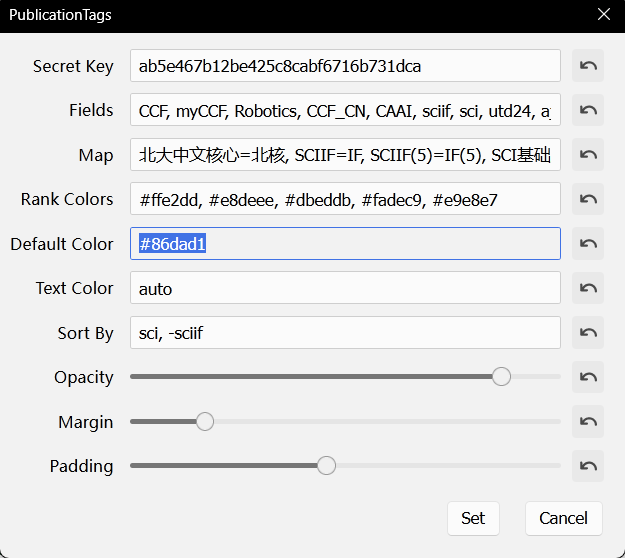 PublicationTags
Secret Key ab5e467b12be425c8cabf6716b731dca
Fields CCF, myCCF, Robotics, CCF_CN, CAAI, sciif, sci, utd24,
Map 北大中文核心=北核, SCIIF=IF, SCIIF(5)=IF(5), SCI基础
Rank Colors #ffe2dd, #e8deee, #dbeddb, #fadec9, #e9e8e7
Default Color #86dad1
Text Color auto
Sort By sci, -sciif
Opacity
Margin
Padding
Set Cancel